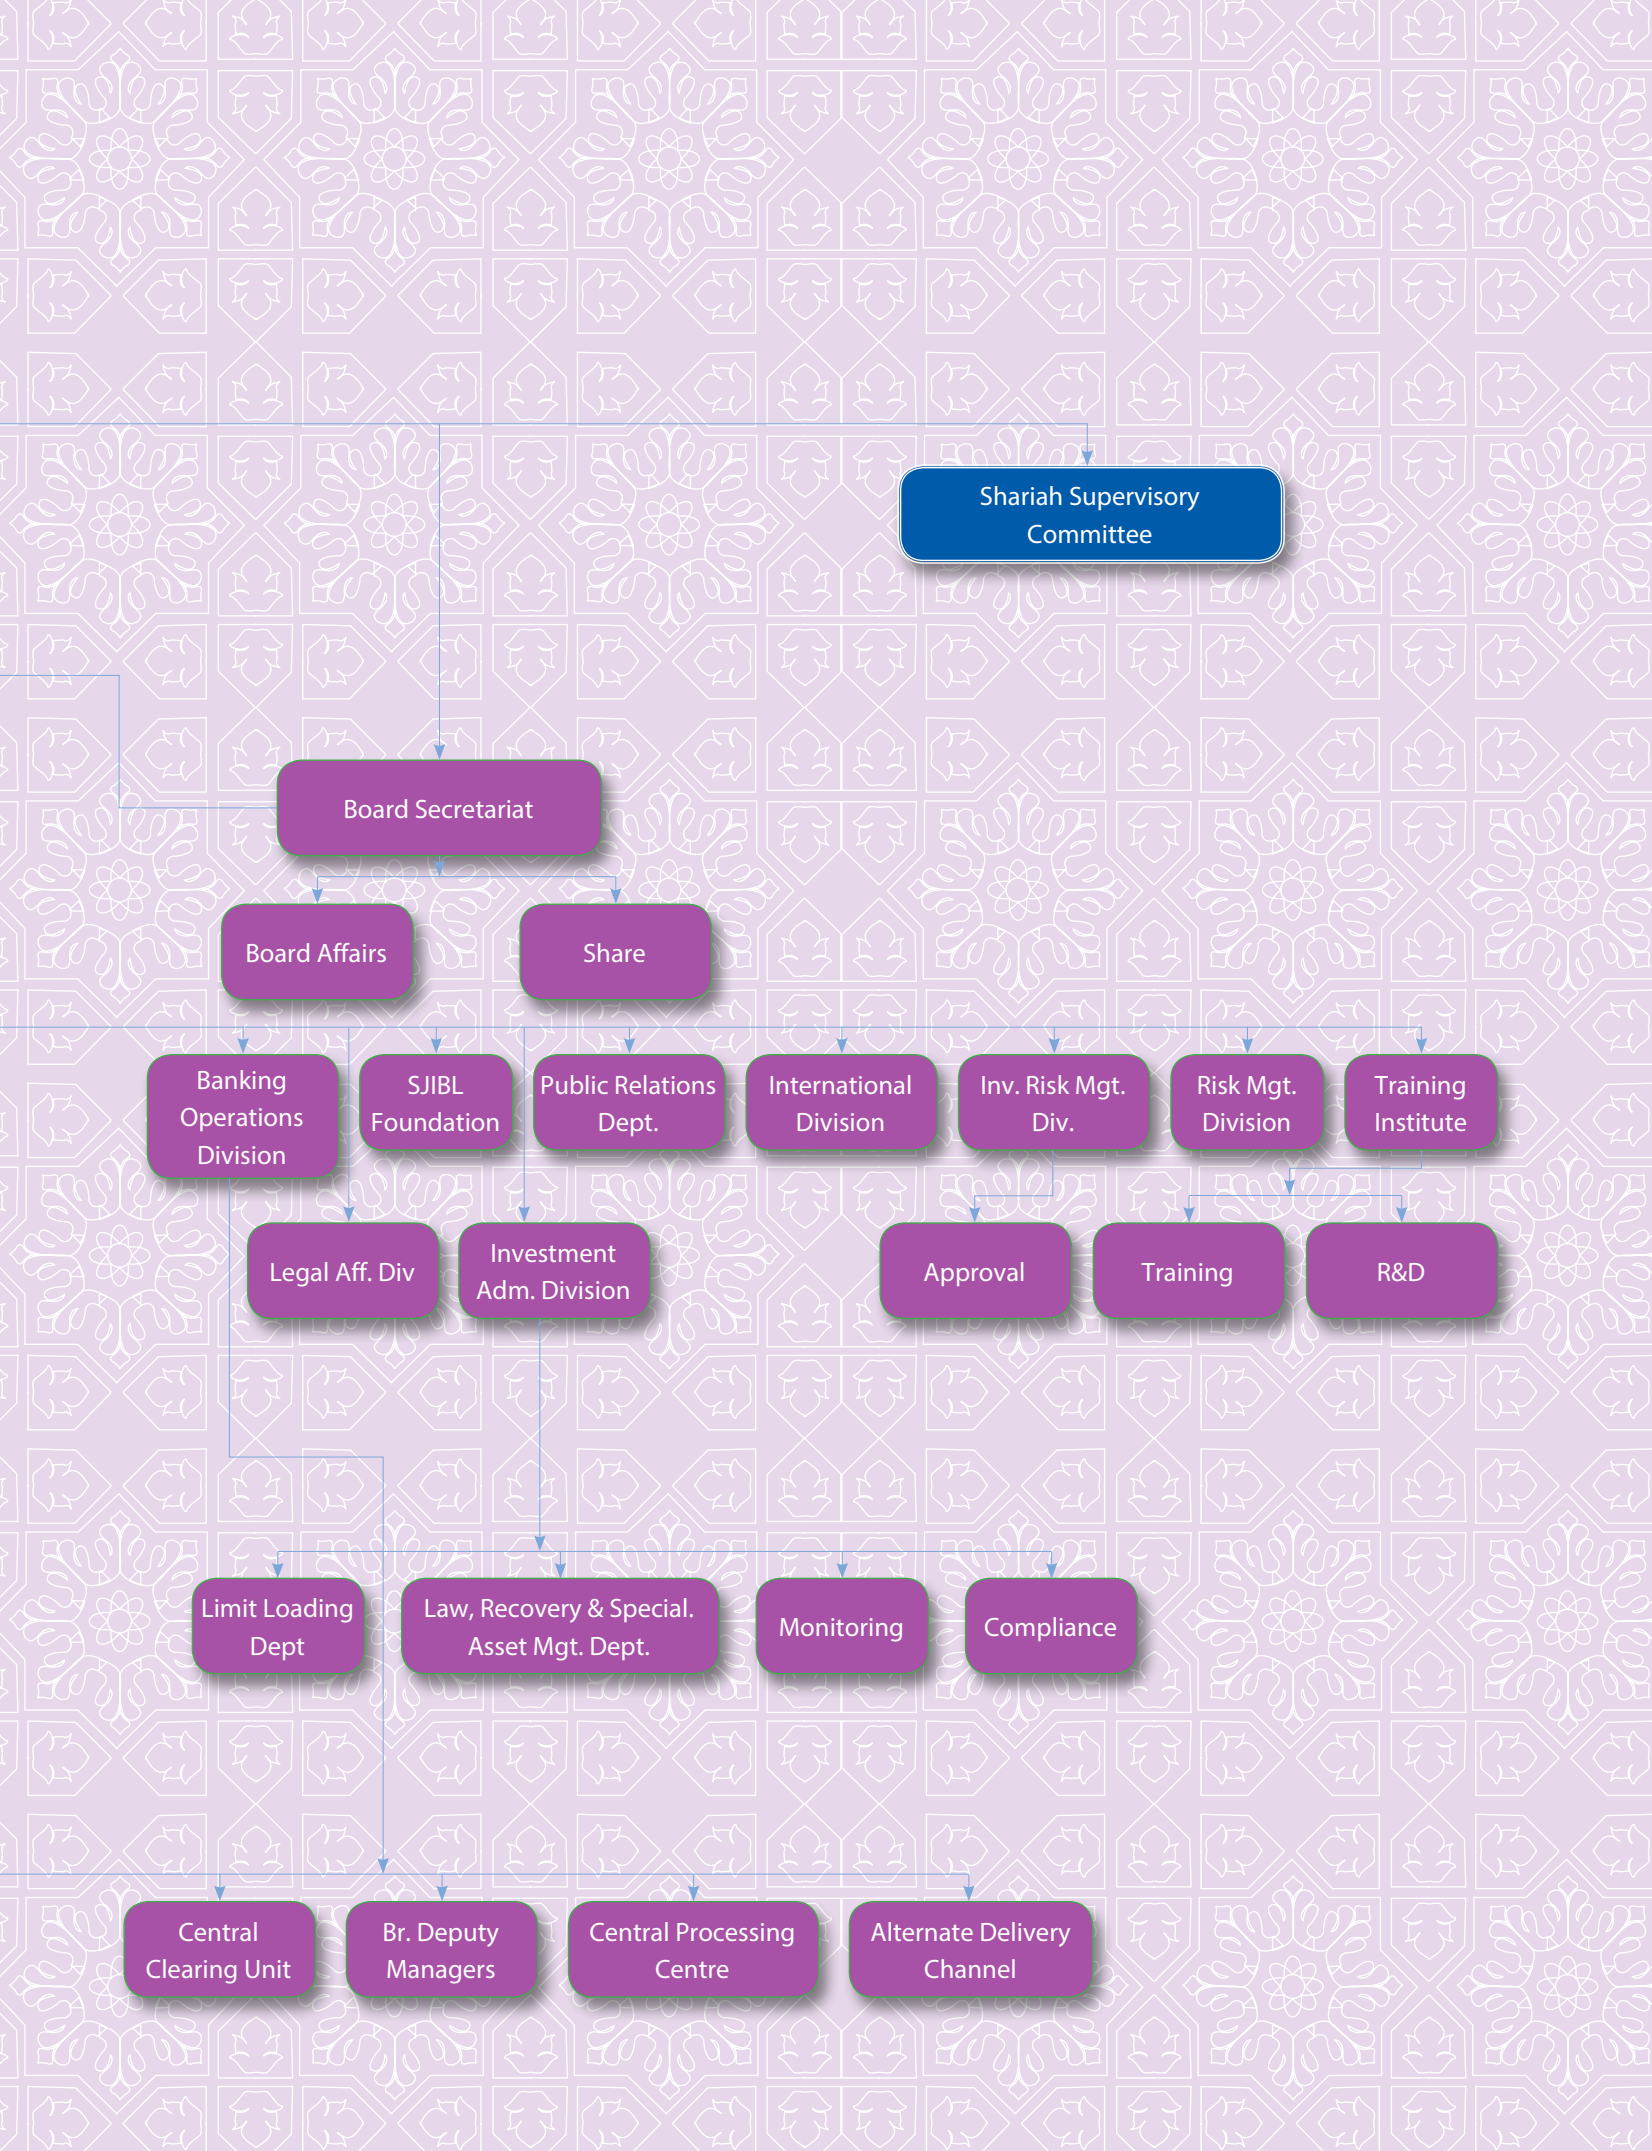 Shariah Supervisory
Committee
Board Secretariat
Board Affairs
Share
Banking
Operations
Division
SJIBL
Foundation
Public Relations
Dept.
International
Division
Inv. Risk Mgt.
Div.
Risk Mgt.
Division
Training
Institute
Legal Aff. Div
Investment
Adm. Division
Approval
Training
R&D
Limit Loading
Dept
Law, Recovery & Special.
Asset Mgt. Dept.
Monitoring
Compliance
Central
Clearing Unit
Br. Deputy
Managers
Central Processing
Centre
Alternate Delivery
Channel